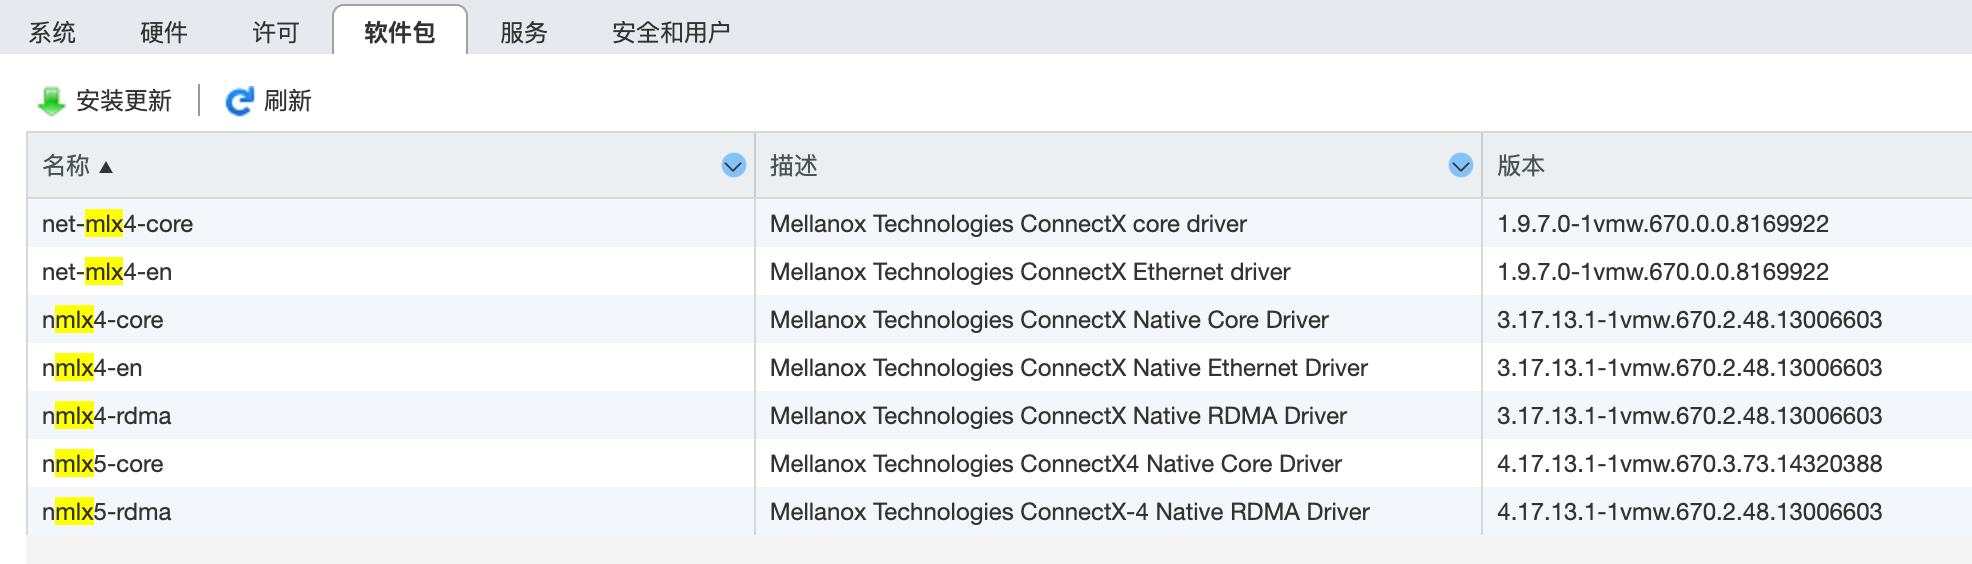 系统 硬件 许可 软件包 服务 安全和用户
安装更新 刷新
名称 描述 版本
net-mlx4-core Mellanox Technologies ConnectX core driver 1.9.7.0-1vmw.670.0.0.8169922
net-mlx4-en Mellanox Technologies ConnectX Ethernet driver 1.9.7.0-1vmw.670.0.0.8169922
nmlx4-core Mellanox Technologies ConnectX Native Core Driver 3.17.13.1-1vmw.670.2.48.13006603
nmlx4-en Mellanox Technologies ConnectX Native Ethernet Driver 3.17.13.1-1vmw.670.2.48.13006603
nmlx4-rdma Mellanox Technologies ConnectX Native RDMA Driver 3.17.13.1-1vmw.670.2.48.13006603
nmlx5-core Mellanox Technologies ConnectX4 Native Core Driver 4.17.13.1-1vmw.670.3.73.14320388
nmlx5-rdma Mellanox Technologies ConnectX-4 Native RDMA Driver 4.17.13.1-1vmw.670.2.48.13006603